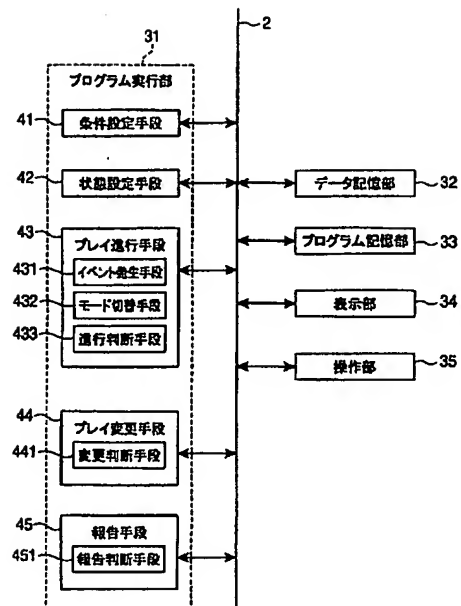 2
31
プログラム実行部
41
条件設定手段
42
状態設定手段
データ記憶部
32
43
プレイ進行手段
431
イベント発生手段
432
モード切替手段
433
進行判断手段
プログラム記憶部
33
表示部
34
操作部
35
44
プレイ変更手段
441
変更判断手段
45
報告手段
451
報告判断手段